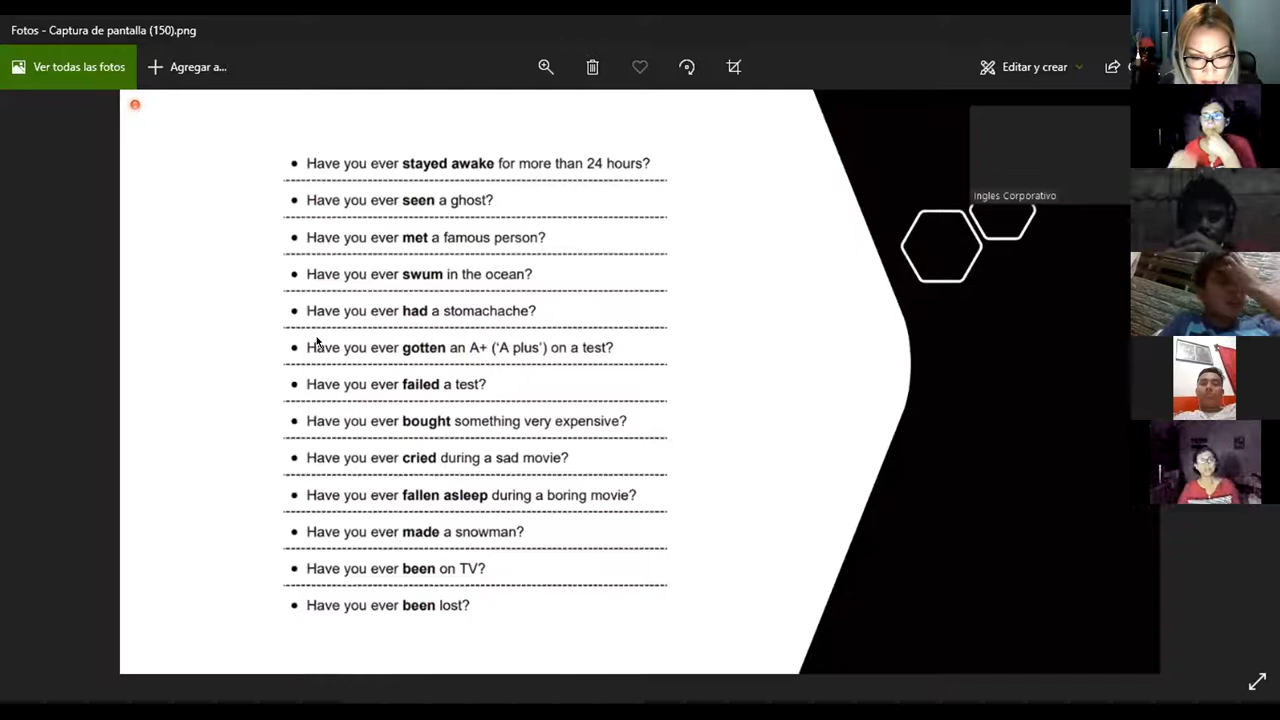 Fotos - Captura de pantalla (150).png
Ver todas las fotos
Agregar a...
Editar y crear
Ingles Corporativo
• Have you ever stayed awake for more than 24 hours?
• Have you ever seen a ghost?
• Have you ever met a famous person?
• Have you ever swum in the ocean?
• Have you ever had a stomachache?
• Have you ever gotten an A+ (‘A plus’) on a test?
• Have you ever failed a test?
• Have you ever bought something very expensive?
• Have you ever cried during a sad movie?
• Have you ever fallen asleep during a boring movie?
• Have you ever made a snowman?
• Have you ever been on TV?
• Have you ever been lost?